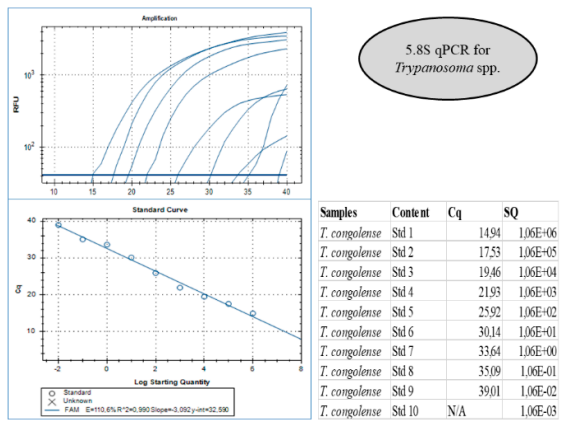 Amplification
5.8S qPCR for
Trypanosoma spp.
10³
10²
RFU
10 15 20 25 30 35 40
Standard Curve
40
30
20
10
Cq
-2 0 2 4 6 8
Log Starting Quantity
Standard
Unknown
FAM E=110,6% R^2=0,990 Slope=-3,092 y-int=32,590
Samples Content Cq SQ
T. congolense Std 1 14,94 1,06E+06
T. congolense Std 2 17,53 1,06E+05
T. congolense Std 3 19,46 1,06E+04
T. congolense Std 4 21,93 1,06E+03
T. congolense Std 5 25,92 1,06E+02
T. congolense Std 6 30,14 1,06E+01
T. congolense Std 7 33,64 1,06E+00
T. congolense Std 8 35,09 1,06E-01
T. congolense Std 9 39,01 1,06E-02
T. congolense Std 10 N/A 1,06E-03